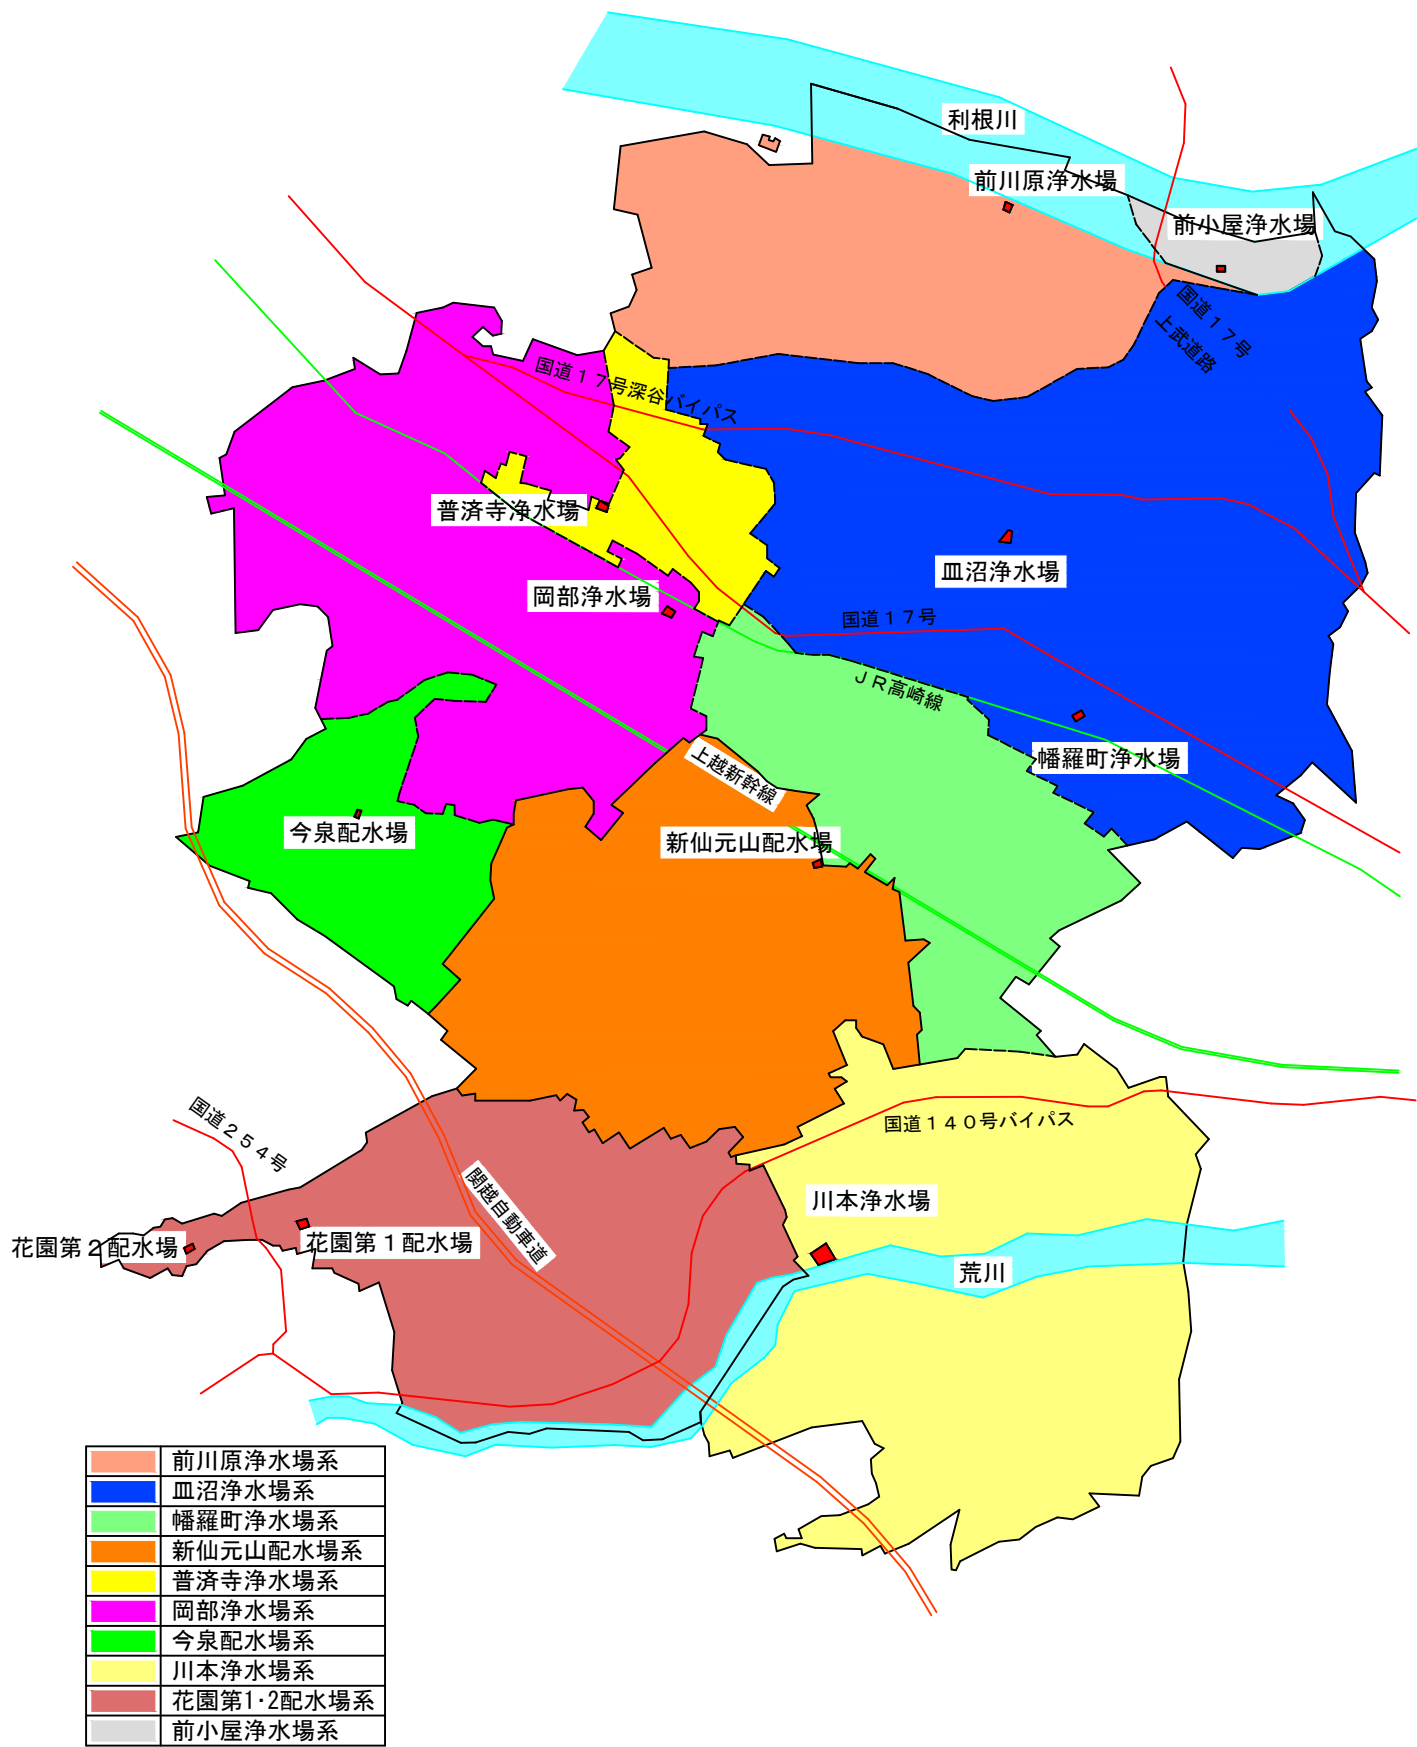 利根川
前川原浄水場
前小屋浄水場
国道１７号
上武道路
国道１７号深谷バイパス
普済寺浄水場
皿沼浄水場
岡部浄水場
国道１７号
ＪＲ高崎線
幡羅町浄水場
上越新幹線
今泉配水場
新仙元山配水場
国道２５４号
国道１４０号バイパス
関越自動車道
川本浄水場
花園第２配水場
花園第１配水場
荒川
前川原浄水場系
皿沼浄水場系
幡羅町浄水場系
新仙元山配水場系
普済寺浄水場系
岡部浄水場系
今泉配水場系
川本浄水場系
花園第1･2配水場系
前小屋浄水場系